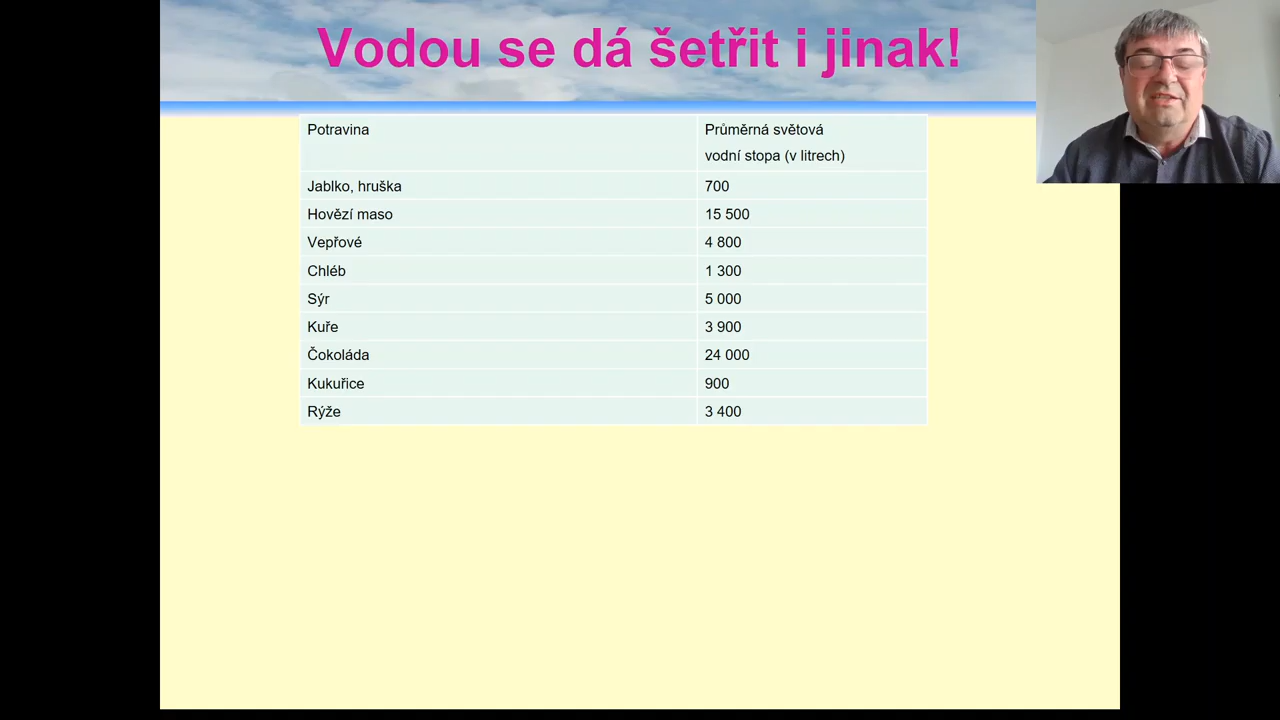 Vodou se dá šetřit i jinak!
Potravina
Průměrná světová
vodní stopa (v litrech)
Jablko, hruška 700
Hovězí maso 15 500
Vepřové 4 800
Chléb 1 300
Sýr 5 000
Kuře 3 900
Čokoláda 24 000
Kukuřice 900
Rýže 3 400